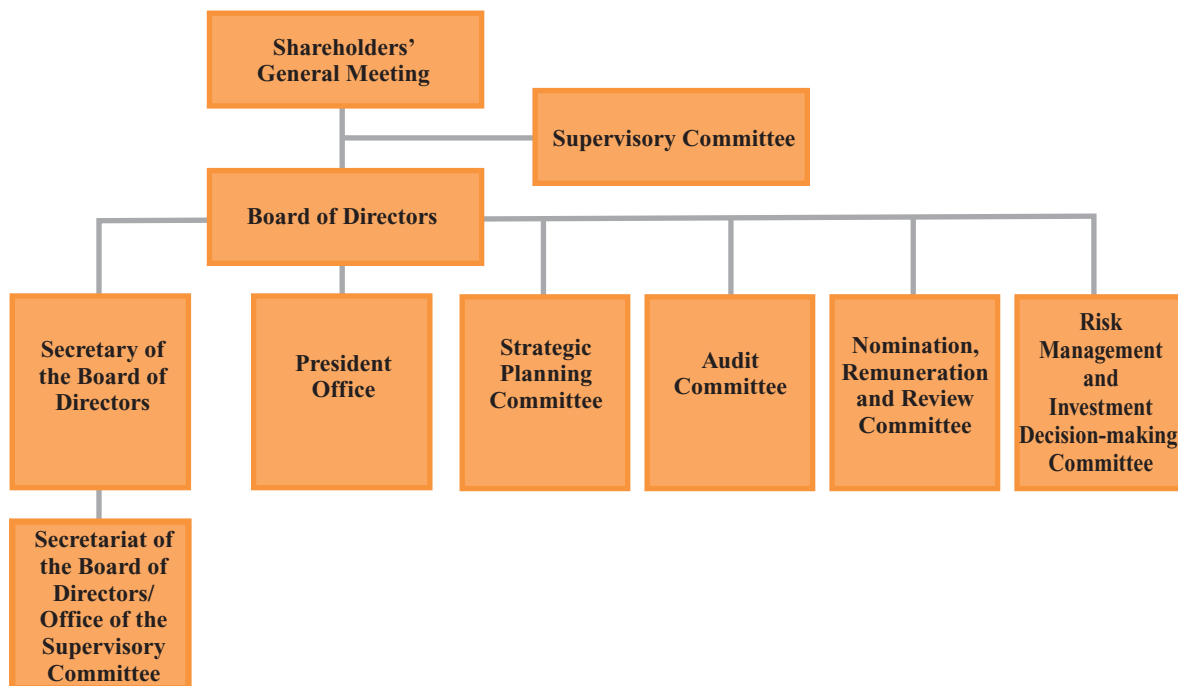 Shareholders’
General Meeting
Supervisory Committee
Board of Directors
Secretary of
the Board of
Directors
President
Office
Strategic
Planning
Committee
Audit
Committee
Nomination,
Remuneration
and Review
Committee
Risk
Management
and
Investment
Decision-making
Committee
Secretariat of
the Board of
Directors/
Office of the
Supervisory
Committee